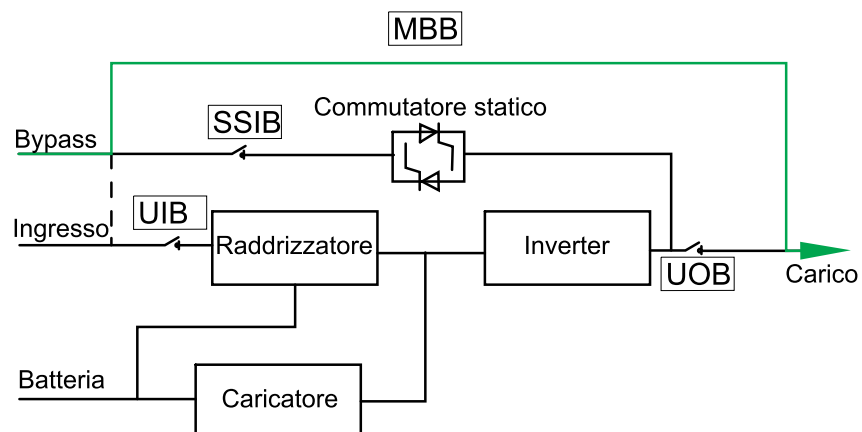 MBB
Commutatore statico
SSIB
Bypass
UIB
Ingresso
Raddrizzatore
Inverter
UOB
Carico
Batteria
Caricatore